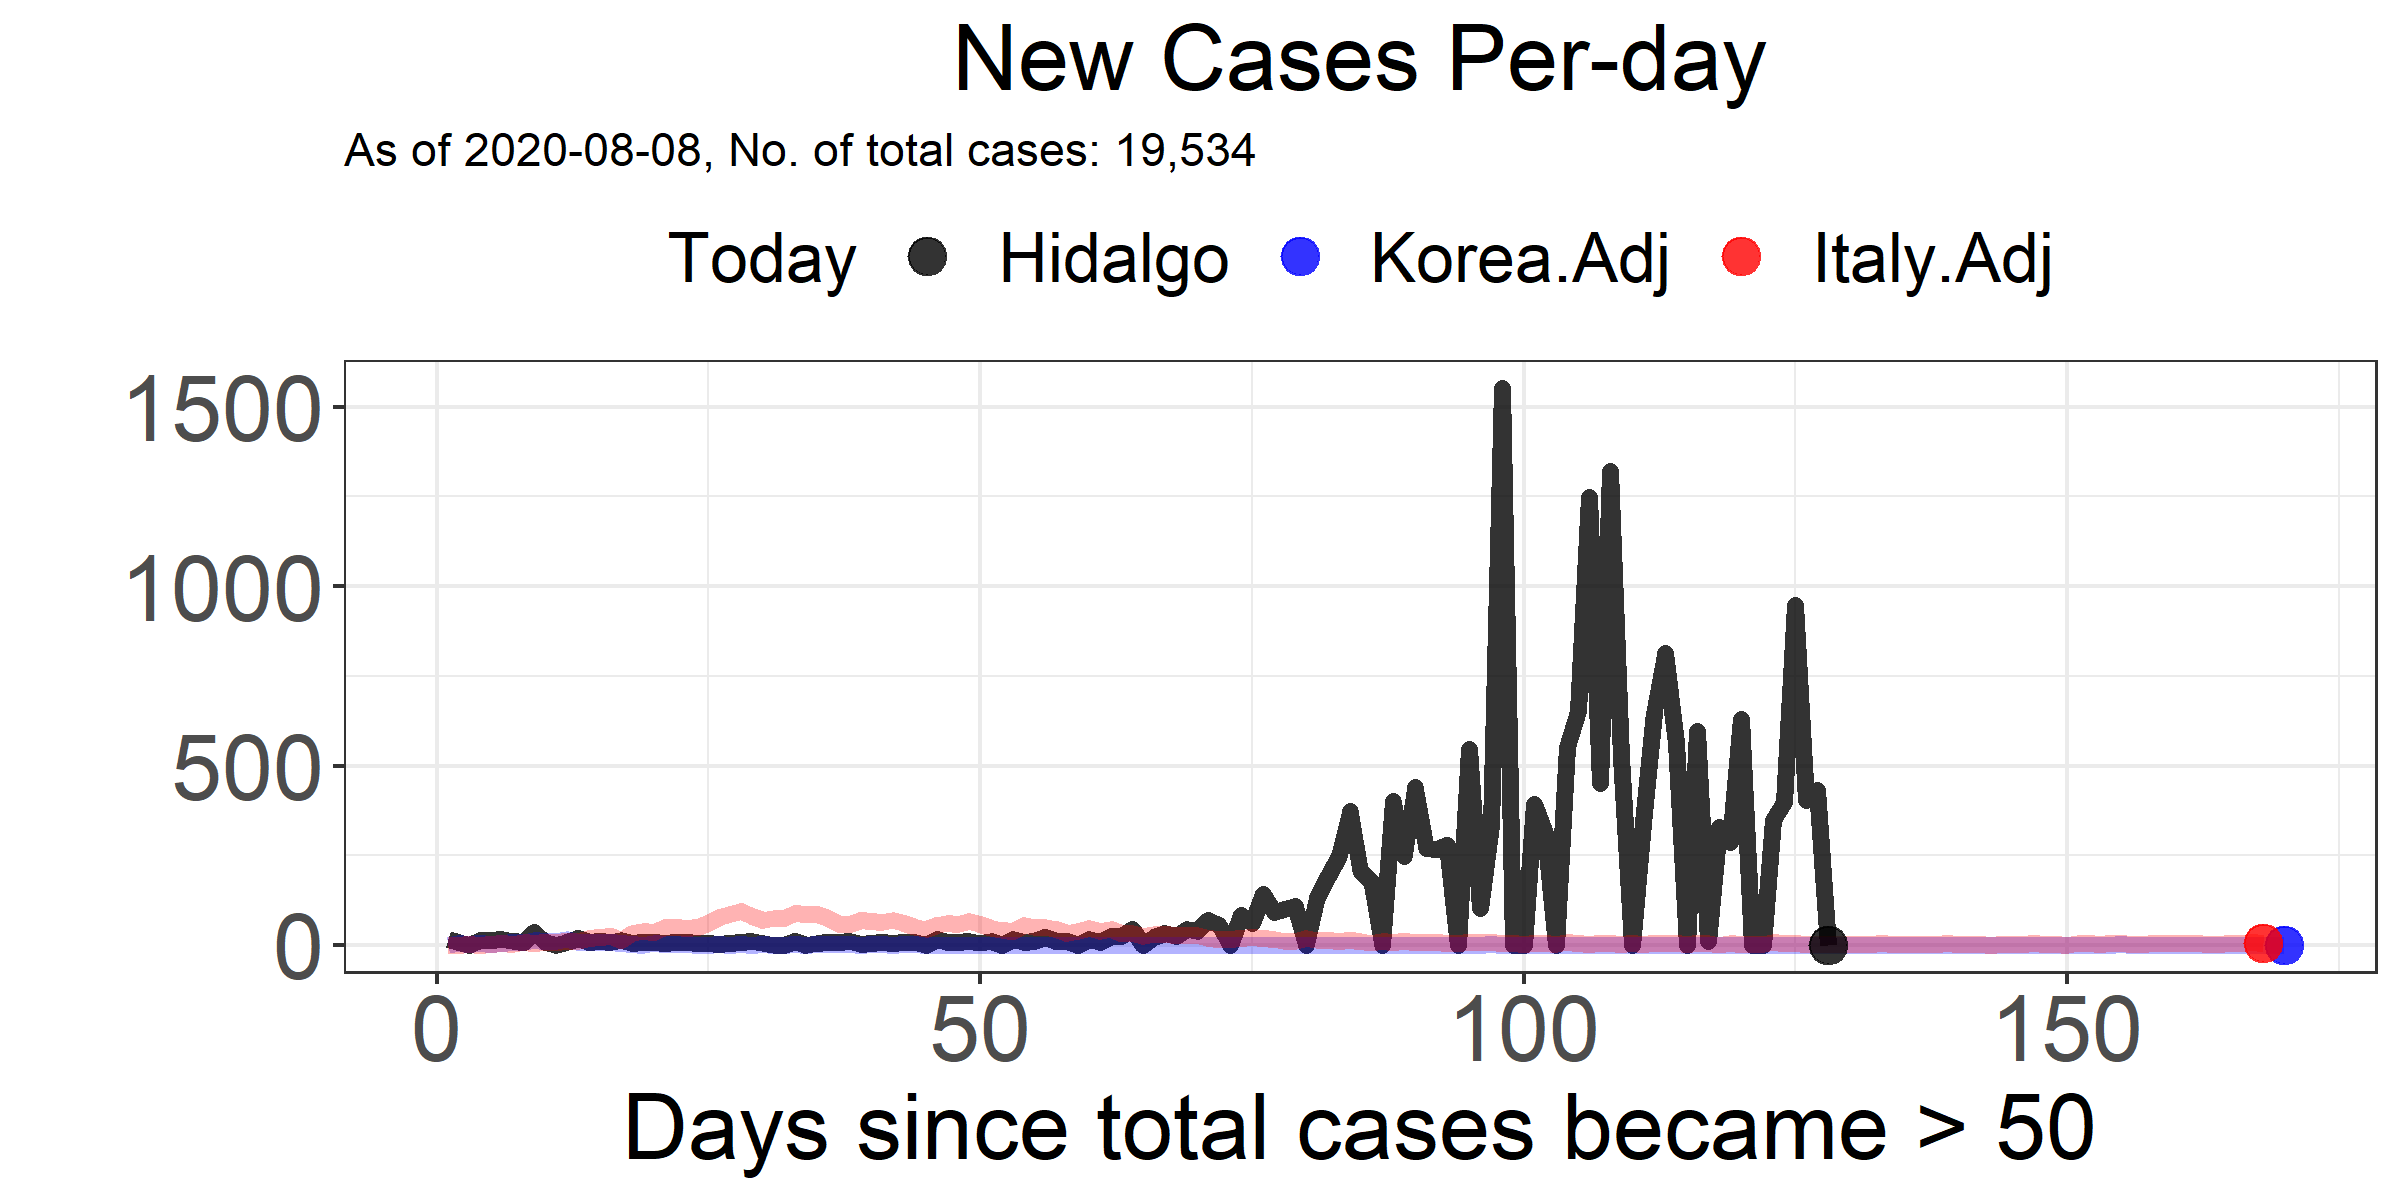 New Cases Per-day
As of 2020-08-08, No. of total cases: 19,534
Today Hidalgo Korea.Adj Italy.Adj
1500
1000
500
0
0 50 100 150
Days since total cases became > 50